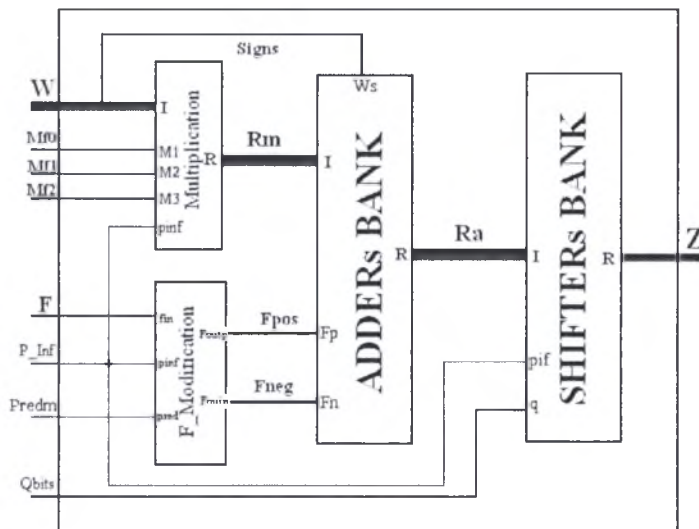 Signs
W
I
Ws
Mf0
M1
Mf1
M2
Mf2
M3
R
Multiplication
pinf
Rm
I
ADDERs BANK
R
Ra
I
SHIFTERs BANK
R
Z
F
fin
P_Inf
pinf
Predm
F_Modification
Fpos
Fp
Fneg
Fn
pif
q
Qbits